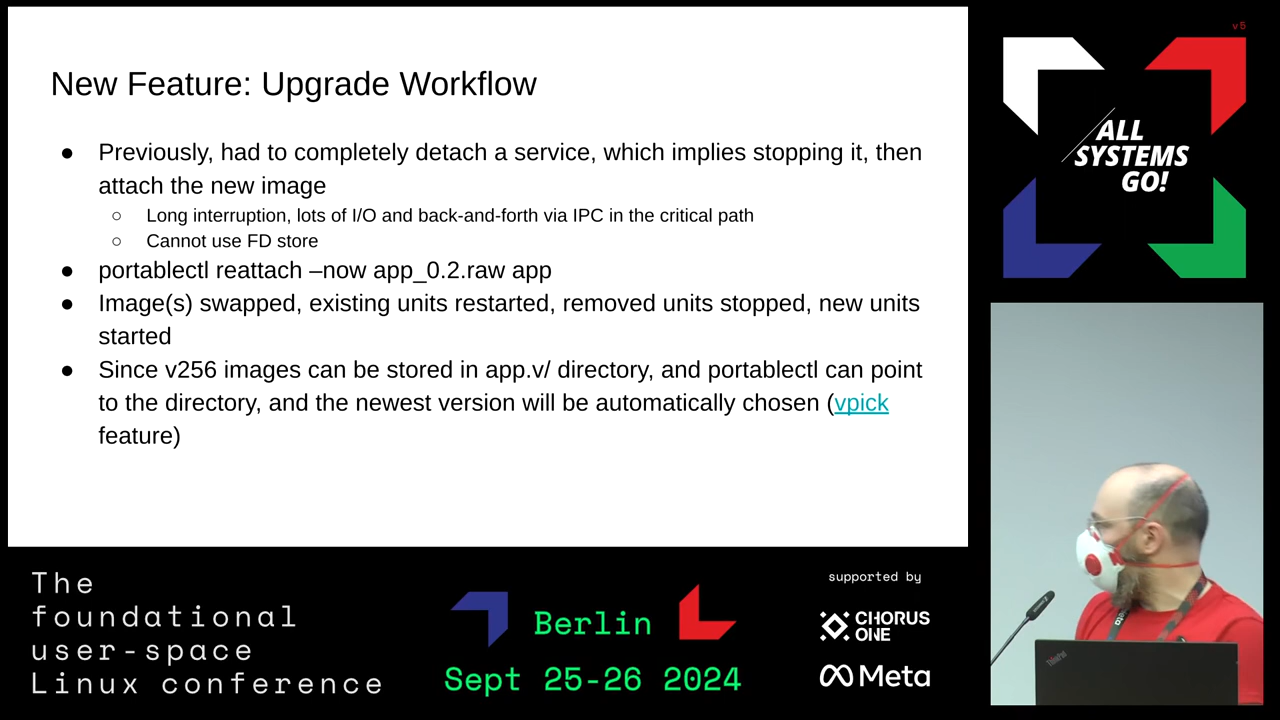 New Feature: Upgrade Workflow
● Previously, had to completely detach a service, which implies stopping it, then
attach the new image
○ Long interruption, lots of I/O and back-and-forth via IPC in the critical path
○ Cannot use FD store
● portablectl reattach –now app_0.2.raw app
● Image(s) swapped, existing units restarted, removed units stopped, new units
started
● Since v256 images can be stored in app.v/ directory, and portablectl can point
to the directory, and the newest version will be automatically chosen (vpick
feature)
v5
ALL
SYSTEMS
GO!
The
foundational
user-space
Linux conference
Berlin
Sept 25-26 2024
supported by
CHORUS
ONE
Meta
ThinkPad